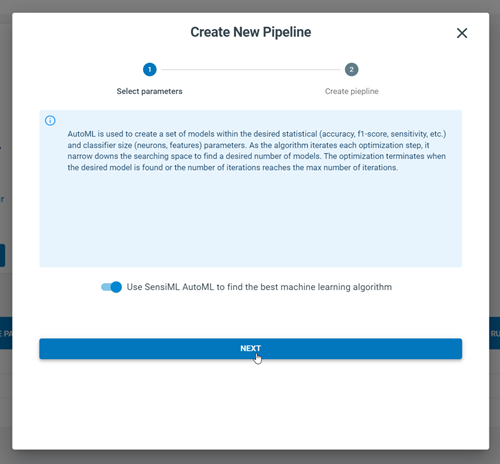 Create New Pipeline
1
2
Select parameters
Create piepline
AutoML is used to create a set of models within the desired statistical (accuracy, f1-score, sensitivity, etc.)
and classifier size (neurons, features) parameters. As the algorithm iterates each optimization step, it
narrow downs the searching space to find a desired number of models. The optimization terminates when
the desired model is found or the number of iterations reaches the max number of iterations.
Use SensiML AutoML to find the best machine learning algorithm
NEXT